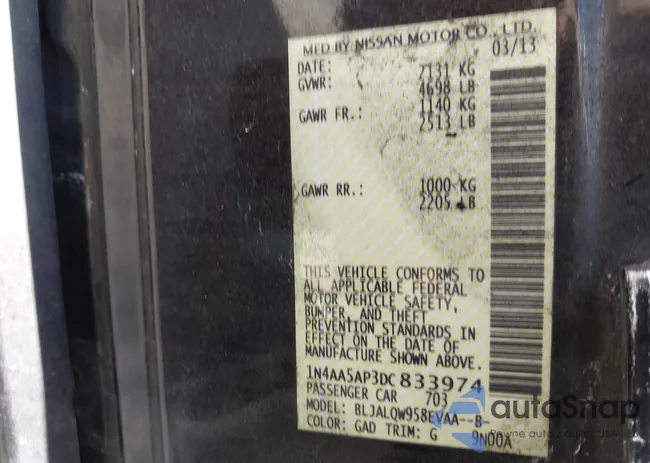 MFD BY NISSAN MOTOR CO., LTD.
DATE: 03/13
GVWR: 2131 KG
4698 LB
GAWR FR.: 1140 KG
2513 LB
GAWR RR.: 1000 KG
2205 LB
THIS VEHICLE CONFORMS TO
ALL APPLICABLE FEDERAL
MOTOR VEHICLE SAFETY,
BUMPER, AND THEFT
PREVENTION STANDARDS IN
EFFECT ON THE DATE OF
MANUFACTURE SHOWN ABOVE.
1N4AA5AP3DC833974
PASSENGER CAR 703
MODEL: BLJALQW958EVAA--B-
COLOR: GAD TRIM: G 9N00A
autoSnap